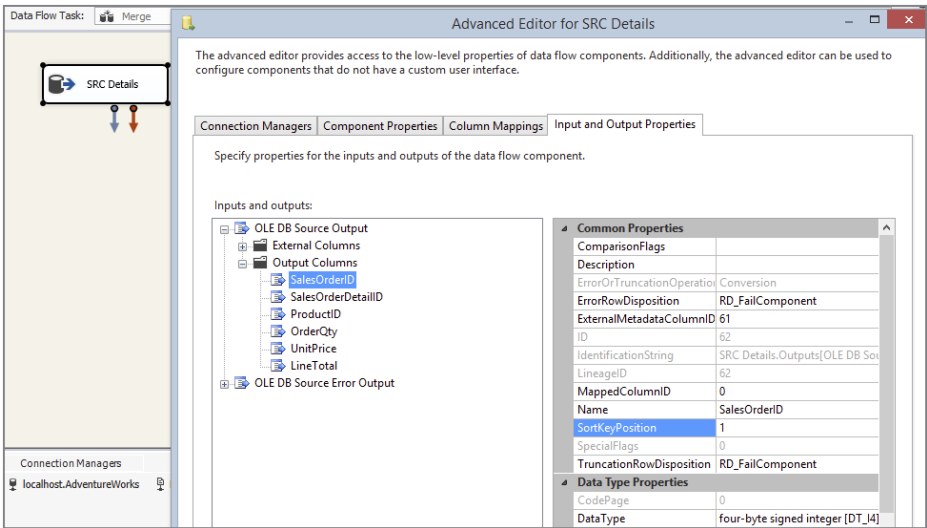 Data Flow Task:
Merge
Advanced Editor for SRC Details
The advanced editor provides access to the low-level properties of data flow components. Additionally, the advanced editor can be used to
configure components that do not have a custom user interface.
SRC Details
Connection Managers
Component Properties
Column Mappings
Input and Output Properties
Specify properties for the inputs and outputs of the data flow component.
Inputs and outputs:
OLE DB Source Output
External Columns
Output Columns
SalesOrderID
SalesOrderDetailID
ProductID
OrderQty
UnitPrice
LineTotal
OLE DB Source Error Output
Common Properties
ComparisonFlags
Description
ErrorOrTruncationOperation Conversion
ErrorRowDisposition RD_FailComponent
ExternalMetadataColumnID 61
ID 62
IdentificationString SRC Details.Outputs[OLE DB Sou
LineageID 62
MappedColumnID 0
Name SalesOrderID
SortKeyPosition 1
SpecialFlags 0
TruncationRowDisposition RD_FailComponent
Data Type Properties
CodePage 0
DataType four-byte signed integer [DT_I4]
Connection Managers
localhost.AdventureWorks